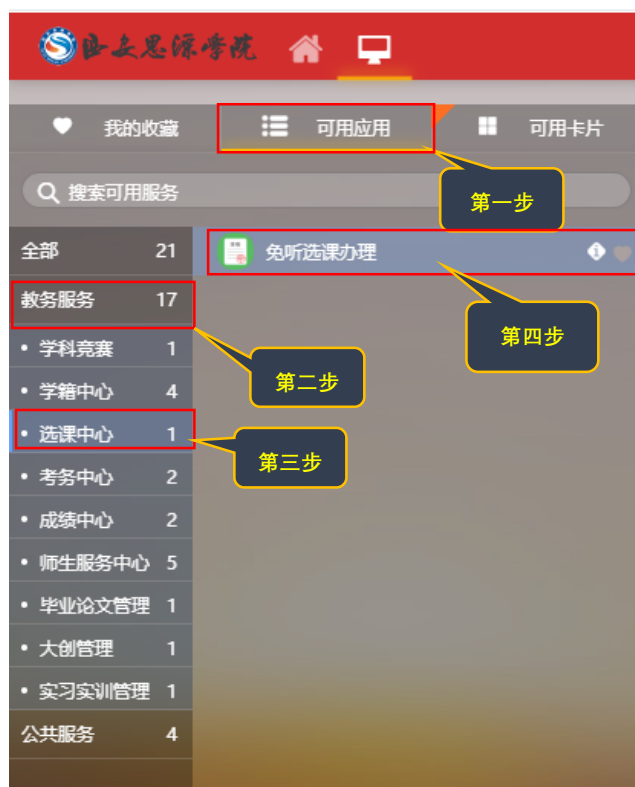 西安思源学院
我的收藏 可用应用 可用卡片
搜索可用服务
第一步
全部 21
免听选课办理
教务服务 17
第四步
学科竞赛 1
第二步
学籍中心 4
选课中心 1
第三步
考务中心 2
成绩中心 2
师生服务中心 5
毕业论文管理 1
大创管理 1
实习实训管理 1
公共服务 4